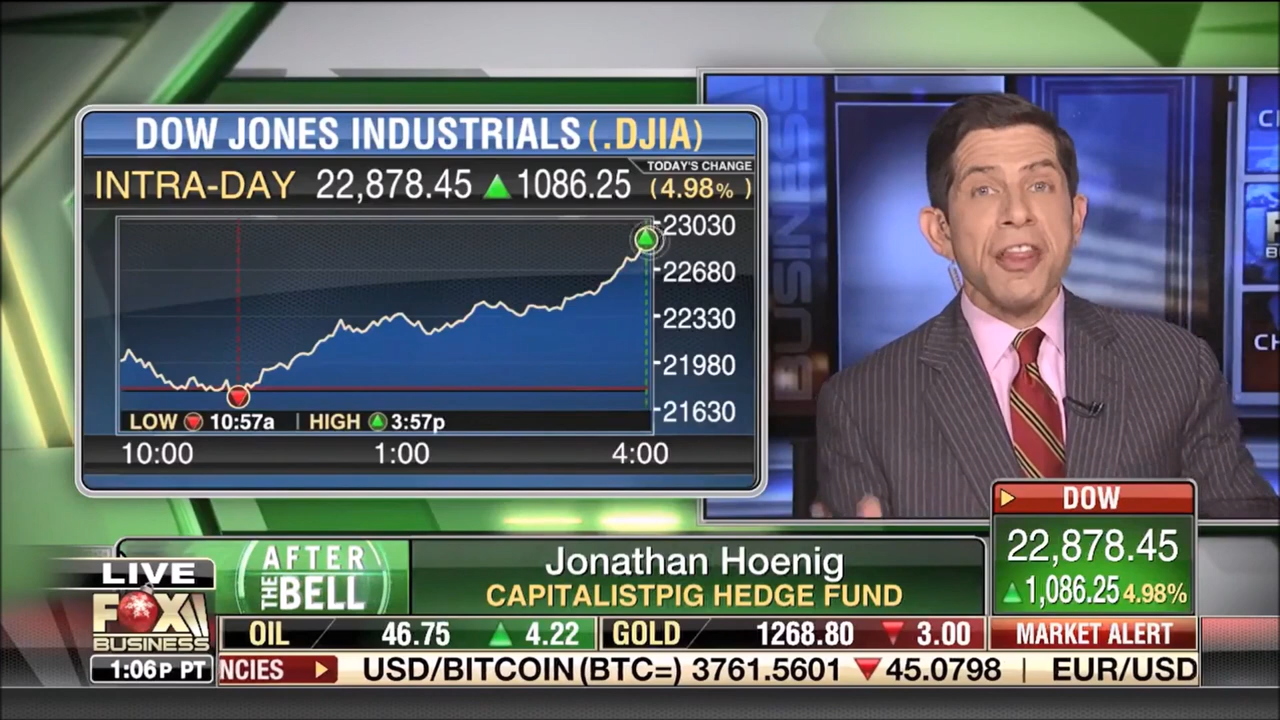 DOW JONES INDUSTRIALS (.DJIA)
TODAY'S CHANGE
INTRA-DAY 22,878.45 ▲ 1086.25 (4.98%)
23030
22680
22330
21980
21630
LOW ▼ 10:57a | HIGH ▲ 3:57p
10:00 1:00 4:00
BUSINESS
DOW
22,878.45
▲ 1,086.25 4.98%
MARKET ALERT
LIVE
FOX
BUSINESS
1:06P PT
AFTER
THE BELL
Jonathan Hoenig
CAPITALISTPIG HEDGE FUND
OIL 46.75 ▲ 4.22 GOLD 1268.80 ▼ 3.00
NCIES USD/BITCOIN (BTC=) 3761.5601 ▼ 45.0798 | EUR/USD